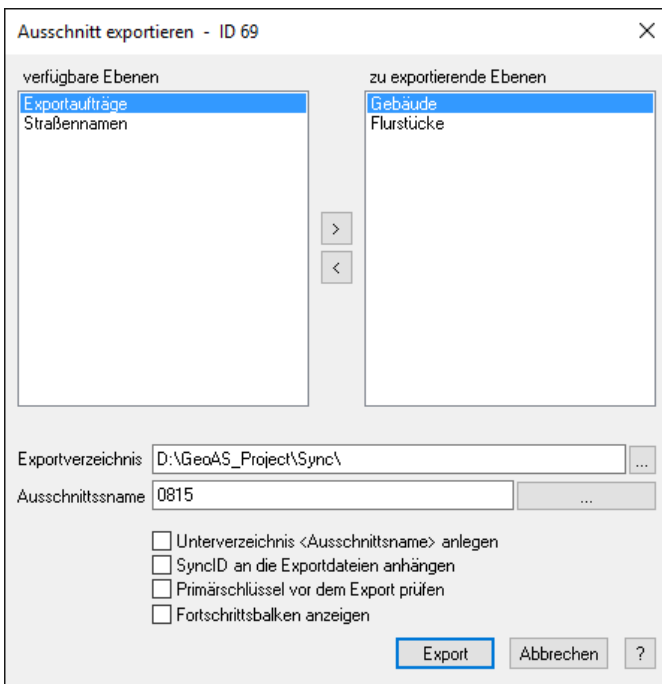 Ausschnitt exportieren - ID 69
verfügbare Ebenen
zu exportierende Ebenen
Exportaufträge
Straßennamen
Gebäude
Flurstücke
>
<
Exportverzeichnis D:\GeoAS_Project\Sync\ ...
Ausschnittssname 0815 ...
Unterverzeichnis <Ausschnittsname> anlegen
SyncID an die Exportdateien anhängen
Primärschlüssel vor dem Export prüfen
Fortschrittsbalken anzeigen
Export Abbrechen ?